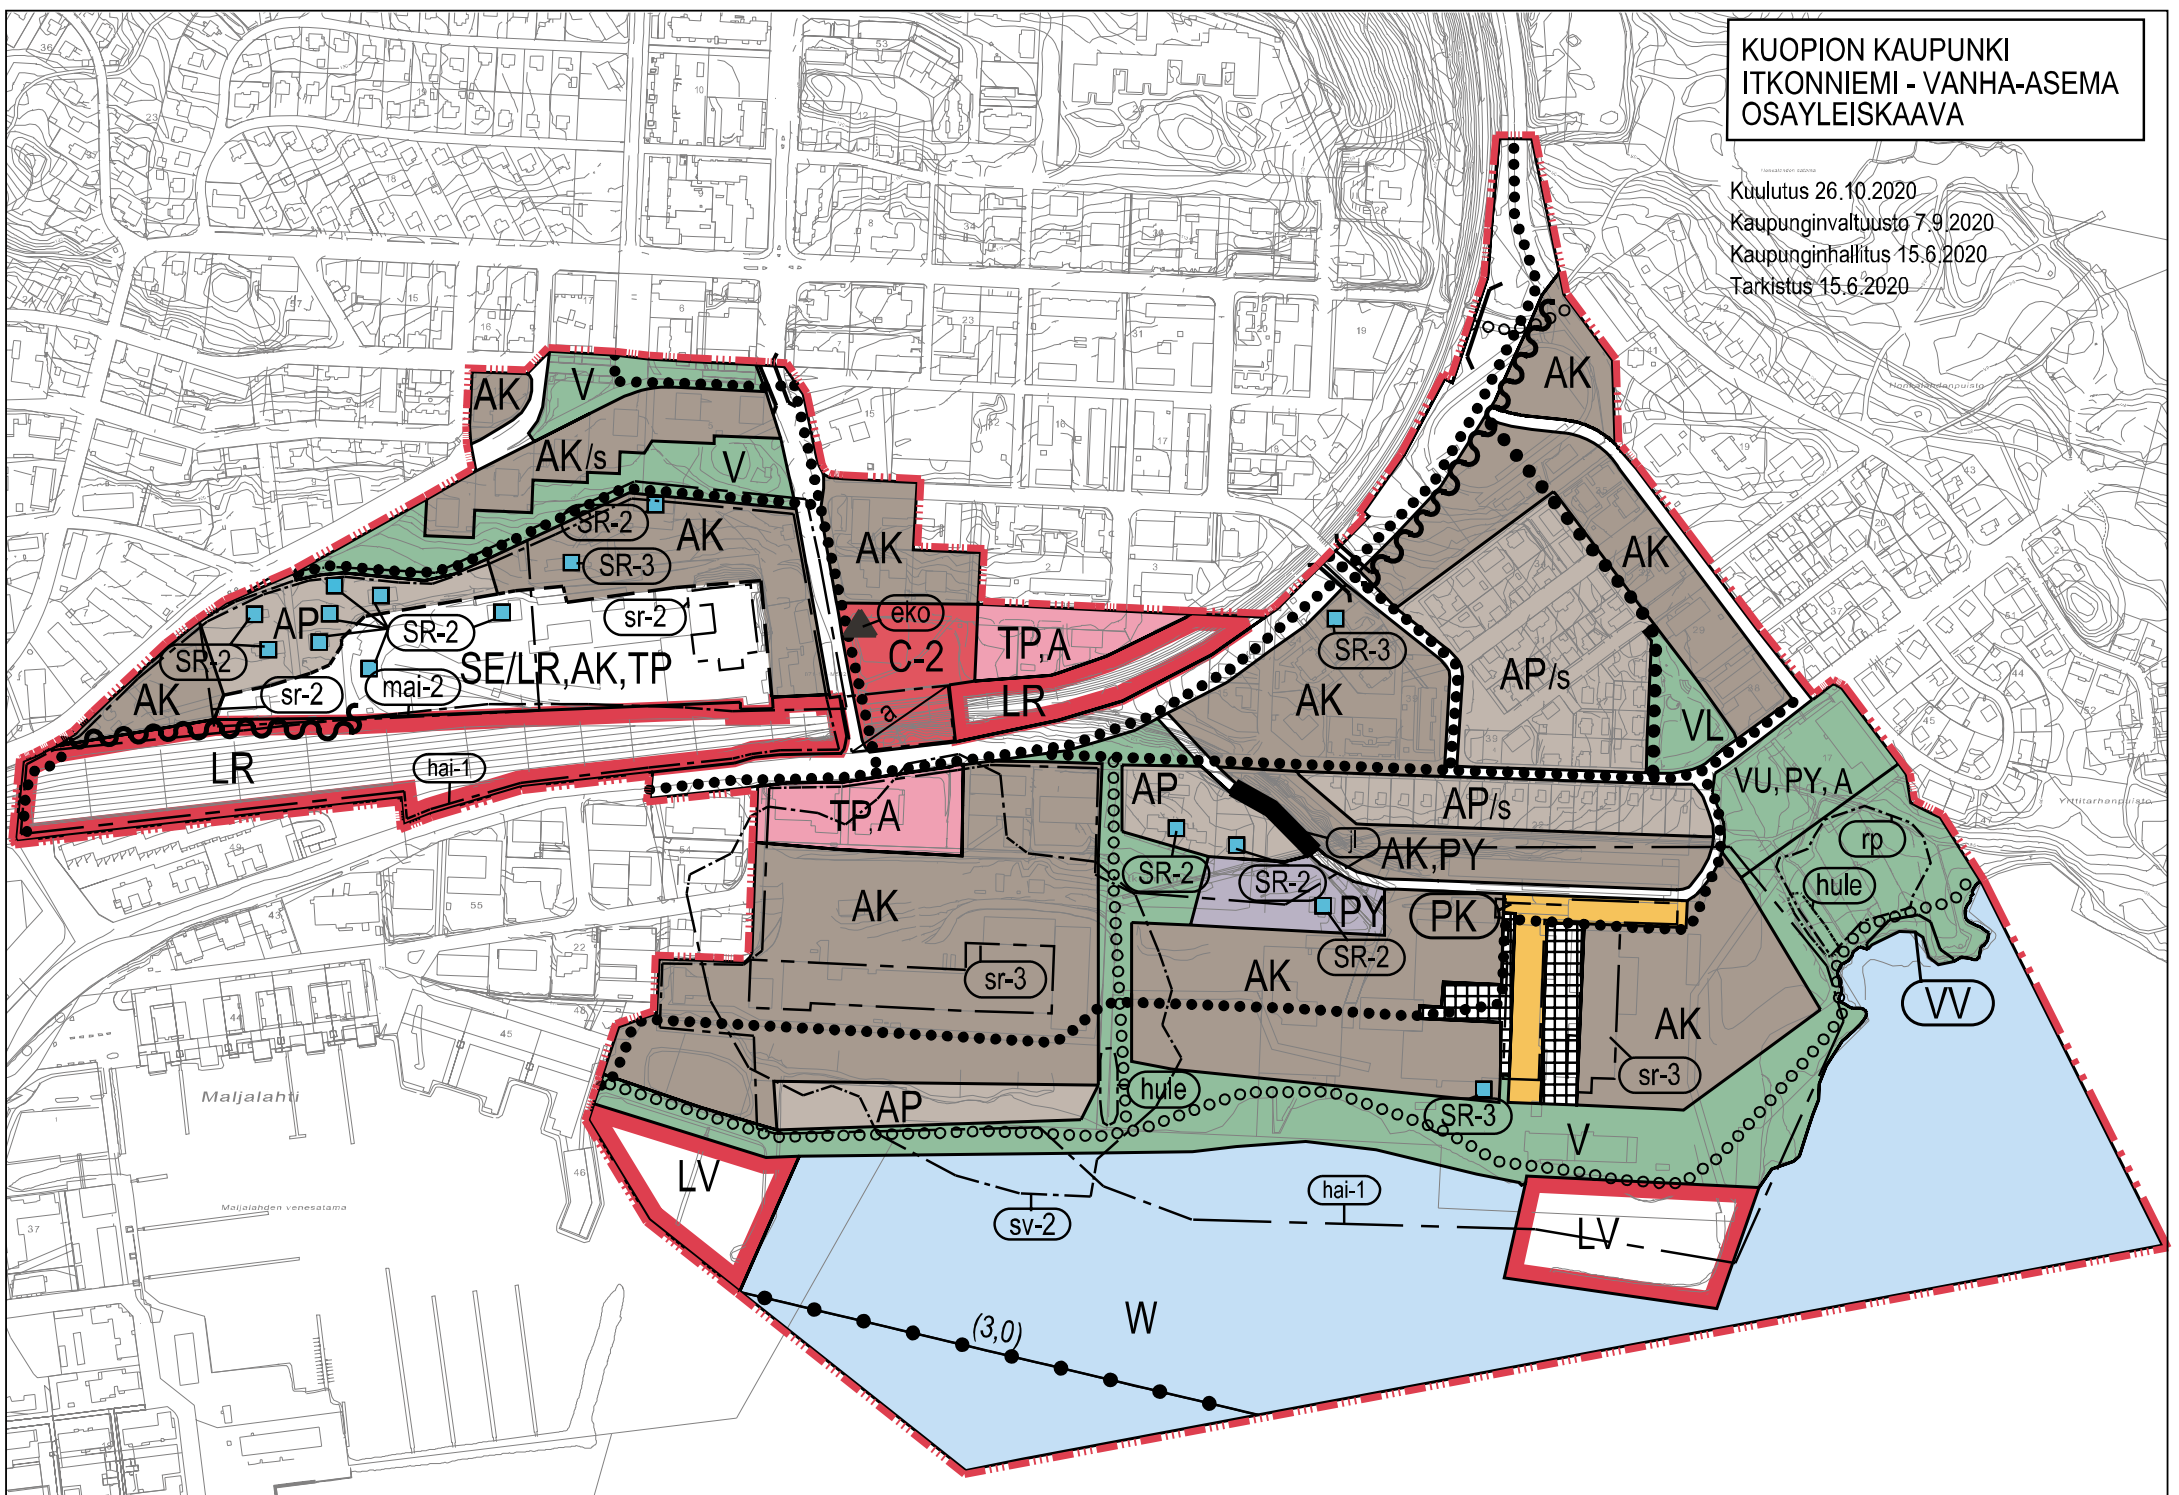 KUOPION KAUPUNKI
ITKONNIEMI - VANHA-ASEMA
OSAYLEISKAAVA
Kuulutus 26.10.2020
Kaupunginvaltuusto 7.9.2020
Kaupunginhallitus 15.6.2020
Tarkistus 15.6.2020
AK
V
AK
AK/s
V
SR-2
AK
AK
AK
SR-3
AP
SR-2
sr-2
eko
SR-3
SR-2
SE/LR,AK,TP
C-2
TP,A
AP/s
AK
sr-2
mai-2
a
LR
AK
VL
LR
hai-1
AP
AP/s
VU, PY, A
TP,A
jl
AK,PY
rp
SR-2
SR-2
hule
AK
PY
PK
SR-2
sr-3
AK
VV
AK
sr-3
hule
AP
SR-3
V
LV
hai-1
sv-2
LV
W
(3,0)
Maljalahti
Maljalahden venesatama
Honkalahdenpuisto
Yrttitarhanpuisto